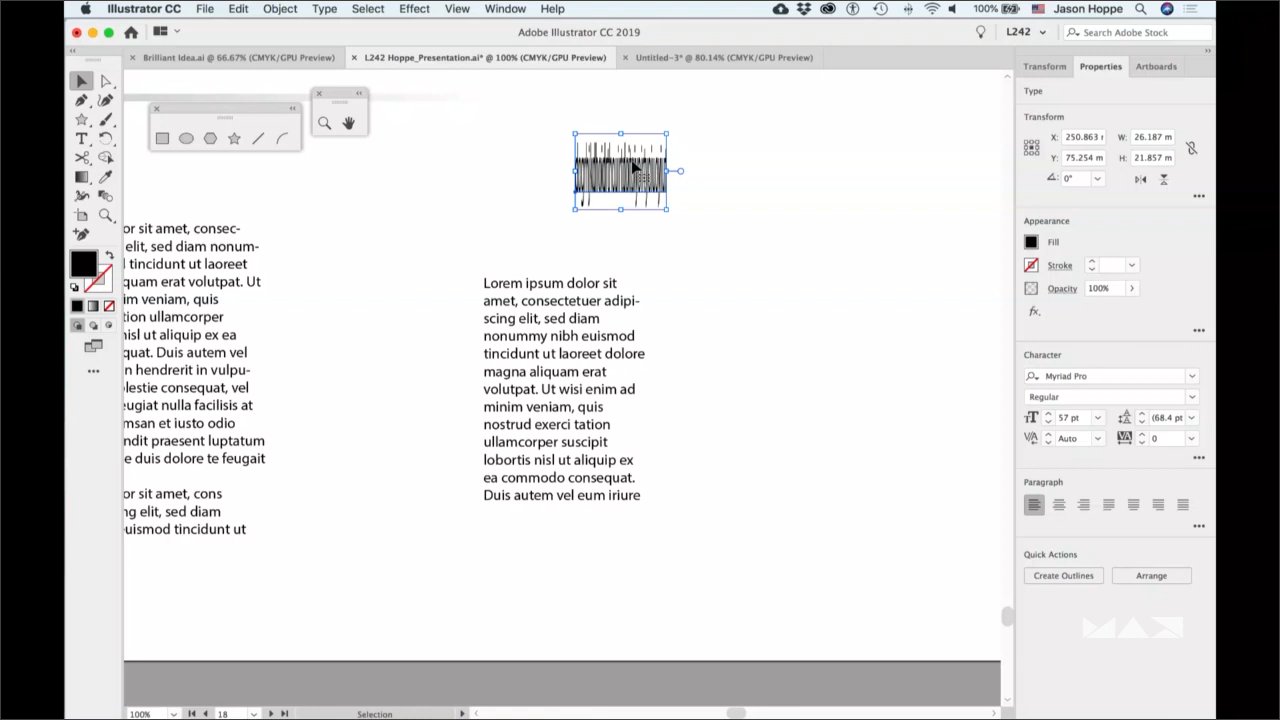 Illustrator CC File Edit Object Type Select Effect View Window Help 100% Jason Hoppe
Adobe Illustrator CC 2019 L242 Search Adobe Stock
× Brilliant Idea.ai @ 66.67% (CMYK/GPU Preview) × L242 Hoppe_Presentation.ai* @ 100% (CMYK/GPU Preview) × Untitled-3* @ 80.14% (CMYK/GPU Preview)
Transform Properties Artboards
Type
Transform
X: 250.863 W: 26.187 m
Y: 75.254 m H: 21.857 m
0°
Appearance
Fill
Stroke
Opacity 100%
fx.
Character
Myriad Pro
Regular
57 pt (68.4 pt
Auto 0
Paragraph
Quick Actions
Create Outlines Arrange
MAX
or sit amet, consec-
elit, sed diam nonum-
tincidunt ut laoreet
quam erat volutpat. Ut
im veniam, quis
tion ullamcorper
nisl ut aliquip ex ea
quat. Duis autem vel
n hendrerit in vulpu-
lestie consequat, vel
eugiat nulla facilisis at
msan et iusto odio
ndit praesent luptatum
e duis dolore te feugait
or sit amet, cons
ng elit, sed diam
euismod tincidunt ut
Lorem ipsum dolor sit
amet, consectetuer adipi-
scing elit, sed diam
nonummy nibh euismod
tincidunt ut laoreet dolore
magna aliquam erat
volutpat. Ut wisi enim ad
minim veniam, quis
nostrud exerci tation
ullamcorper suscipit
lobortis nisl ut aliquip ex
ea commodo consequat.
Duis autem vel eum iriure
100% 18 Selection